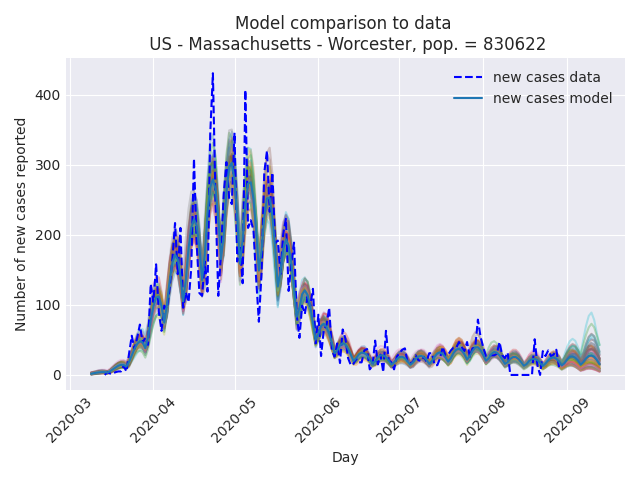 Model comparison to data
US - Massachusetts - Worcester, pop. = 830622
new cases data
new cases model
Number of new cases reported
400
300
200
100
0
2020-03
2020-04
2020-05
2020-06
2020-07
2020-08
2020-09
Day